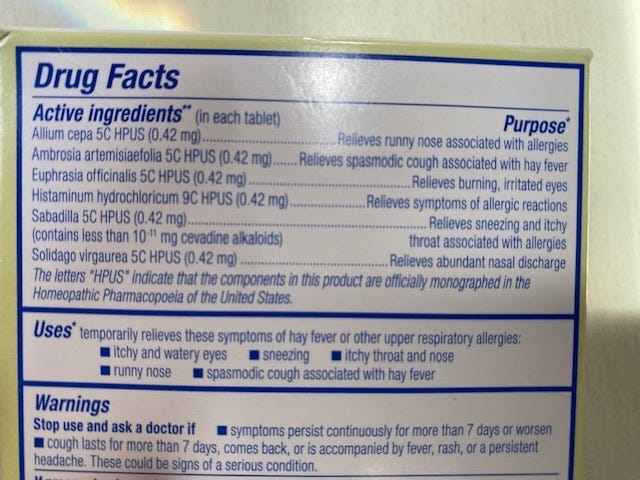 Drug Facts
Active ingredients** (in each tablet) Purpose*
Allium cepa 5C HPUS (0.42 mg)..................... Relieves runny nose associated with allergies
Ambrosia artemisiaefolia 5C HPUS (0.42 mg)...... Relieves spasmodic cough associated with hay fever
Euphrasia officinalis 5C HPUS (0.42 mg)..................... Relieves burning, irritated eyes
Histaminum hydrochloricum 9C HPUS (0.42 mg)..................... Relieves symptoms of allergic reactions
Sabadilla 5C HPUS (0.42 mg)..................... Relieves sneezing and itchy
(contains less than 10⁻¹¹ mg cevadine alkaloids) throat associated with allergies
Solidago virgaurea 5C HPUS (0.42 mg) ..................... Relieves abundant nasal discharge
The letters "HPUS" indicate that the components in this product are officially monographed in the
Homeopathic Pharmacopoeia of the United States.
Uses* temporarily relieves these symptoms of hay fever or other upper respiratory allergies:
■ itchy and watery eyes ■ sneezing ■ itchy throat and nose
■ runny nose ■ spasmodic cough associated with hay fever
Warnings
Stop use and ask a doctor if ■ symptoms persist continuously for more than 7 days or worsen
■ cough lasts for more than 7 days, comes back, or is accompanied by fever, rash, or a persistent
headache. These could be signs of a serious condition.